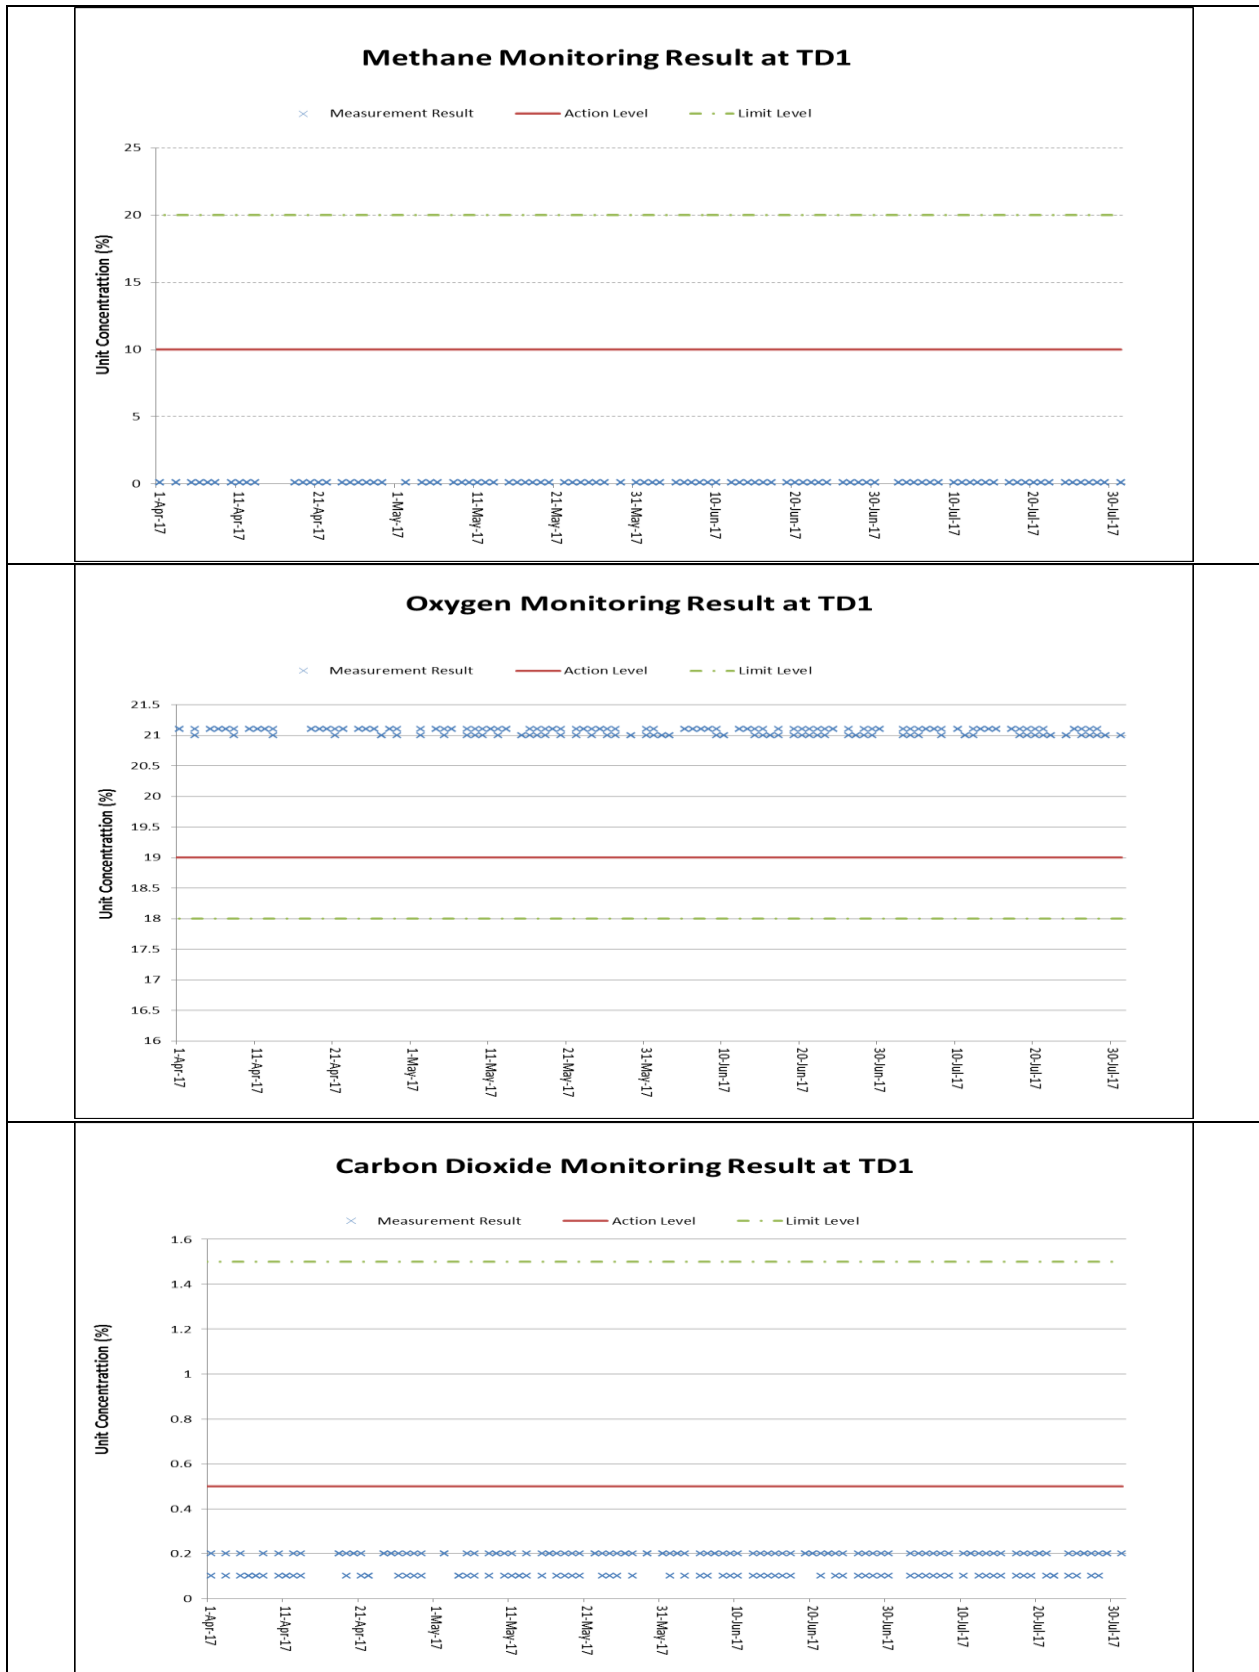 Methane Monitoring Result at TD1
Measurement Result Action Level Limit Level
Unit Concentrattion (%)
25
20
15
10
5
0
1-Apr-17 11-Apr-17 21-Apr-17 1-May-17 11-May-17 21-May-17 31-May-17 10-Jun-17 20-Jun-17 30-Jun-17 10-Jul-17 20-Jul-17 30-Jul-17
Oxygen Monitoring Result at TD1
Measurement Result Action Level Limit Level
Unit Concentrattion (%)
21.5
21
20.5
20
19.5
19
18.5
18
17.5
17
16.5
16
1-Apr-17 11-Apr-17 21-Apr-17 1-May-17 11-May-17 21-May-17 31-May-17 10-Jun-17 20-Jun-17 30-Jun-17 10-Jul-17 20-Jul-17 30-Jul-17
Carbon Dioxide Monitoring Result at TD1
Measurement Result Action Level Limit Level
Unit Concentrattion (%)
1.6
1.4
1.2
1
0.8
0.6
0.4
0.2
0
1-Apr-17 11-Apr-17 21-Apr-17 1-May-17 11-May-17 21-May-17 31-May-17 10-Jun-17 20-Jun-17 30-Jun-17 10-Jul-17 20-Jul-17 30-Jul-17